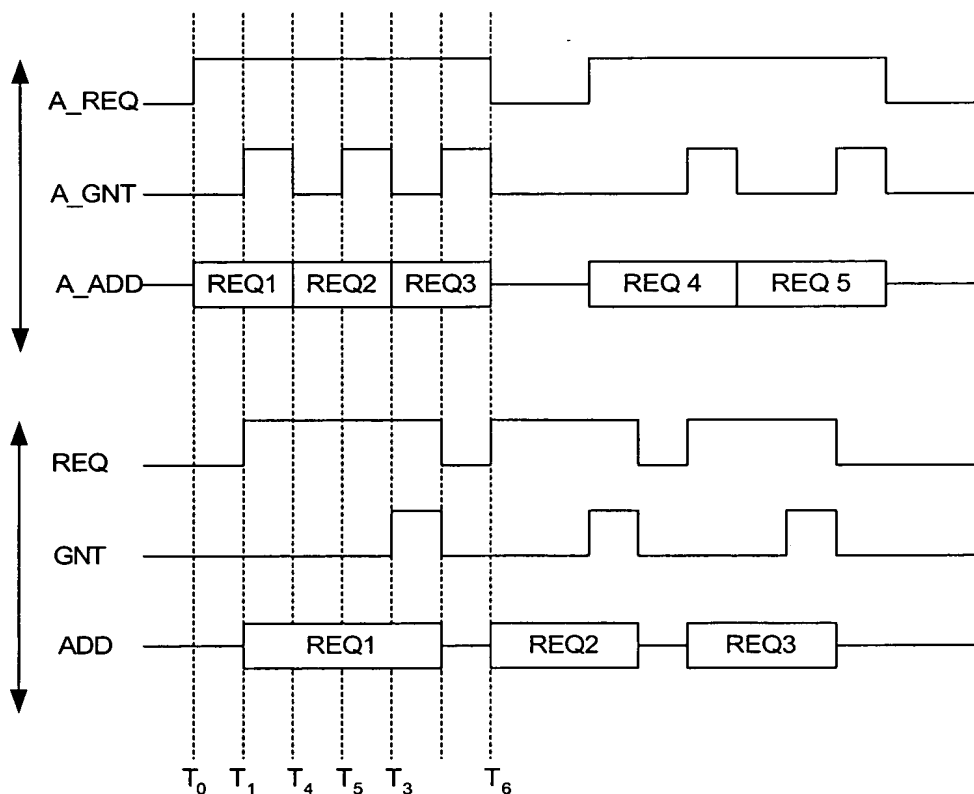 A_REQ
A_GNT
A_ADD REQ1 REQ2 REQ3 REQ 4 REQ 5
REQ
GNT
ADD REQ1 REQ2 REQ3
T0 T1 T4 T5 T3 T6